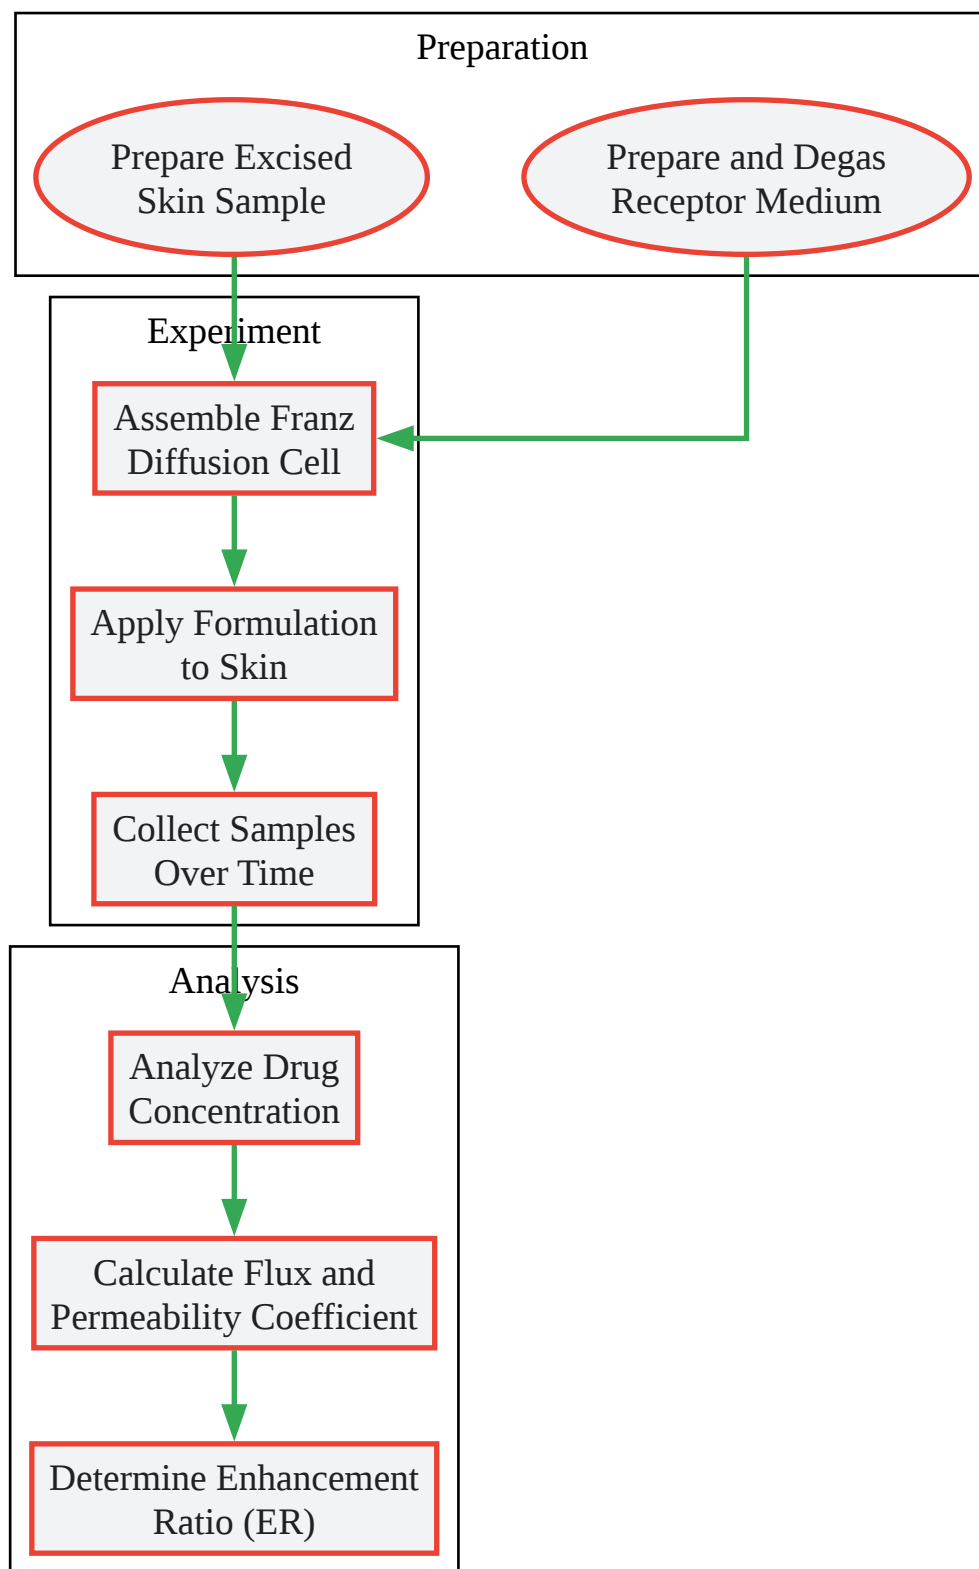 Preparation
Prepare Excised
Skin Sample
Prepare and Degas
Receptor Medium
Experiment
Assemble Franz
Diffusion Cell
Apply Formulation
to Skin
Collect Samples
Over Time
Analysis
Analyze Drug
Concentration
Calculate Flux and
Permeability Coefficient
Determine Enhancement
Ratio (ER)